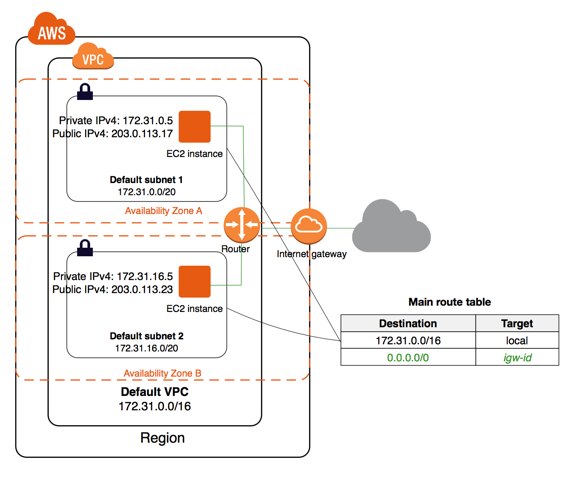 AWS
VPC
Private IPv4: 172.31.0.5
Public IPv4: 203.0.113.17
EC2 instance
Default subnet 1
172.31.0.0/20
Availability Zone A
Router
Internet gateway
Private IPv4: 172.31.16.5
Public IPv4: 203.0.113.23
EC2 instance
Default subnet 2
172.31.16.0/20
Availability Zone B
Default VPC
172.31.0.0/16
Region
Main route table
Destination Target
172.31.0.0/16 local
0.0.0.0/0 igw-id